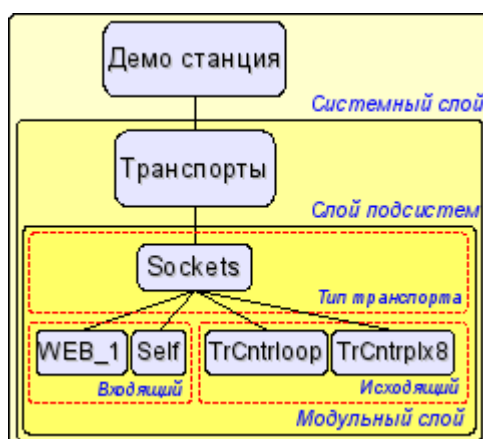 Демо станция
Системный слой
Транспорты
Слой подсистем
Sockets
Тип транспорта
WEB_1 Self TrCntrloop TrCntrplx8
Входящий Исходящий
Модульный слой